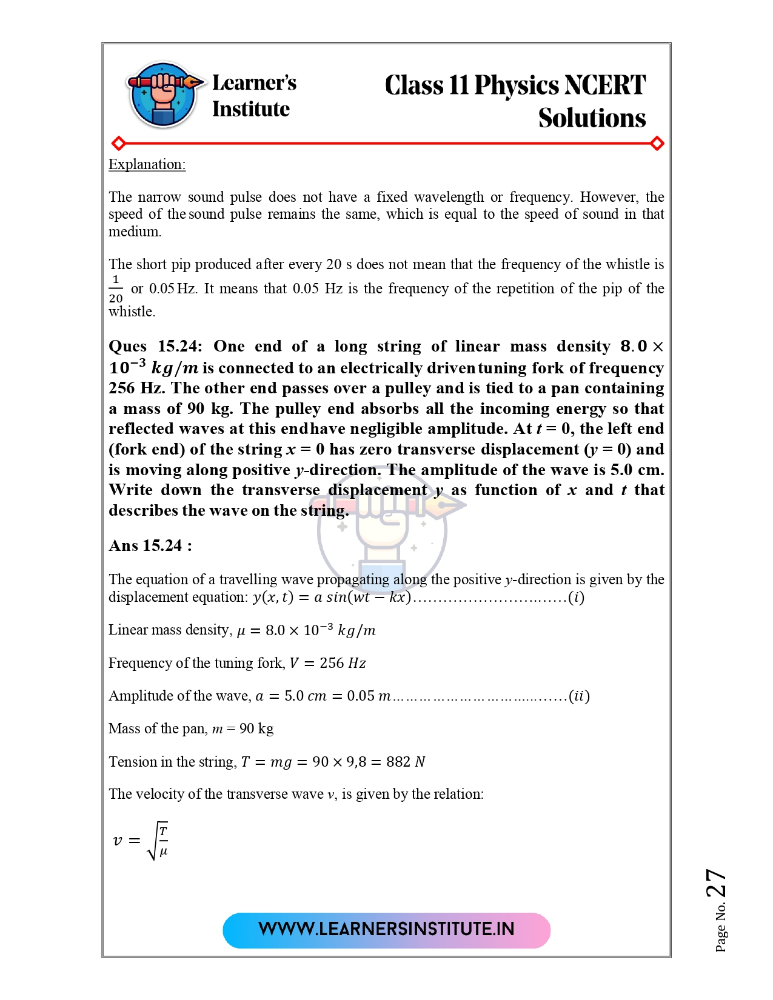 Learner's
Institute
Class 11 Physics NCERT
Solutions
Explanation:
The narrow sound pulse does not have a fixed wavelength or frequency. However, the
speed of the sound pulse remains the same, which is equal to the speed of sound in that
medium.
The short pip produced after every 20 s does not mean that the frequency of the whistle is
1/20 or 0.05 Hz. It means that 0.05 Hz is the frequency of the repetition of the pip of the
whistle.
Ques 15.24: One end of a long string of linear mass density 8.0 ×
10⁻³ kg/m is connected to an electrically driven tuning fork of frequency
256 Hz. The other end passes over a pulley and is tied to a pan containing
a mass of 90 kg. The pulley end absorbs all the incoming energy so that
reflected waves at this end have negligible amplitude. At t = 0, the left end
(fork end) of the string x = 0 has zero transverse displacement (y = 0) and
is moving along positive y-direction. The amplitude of the wave is 5.0 cm.
Write down the transverse displacement y as function of x and t that
describes the wave on the string.
Ans 15.24 :
The equation of a travelling wave propagating along the positive y-direction is given by the
displacement equation: y(x, t) = a sin(wt − kx)…………………….……(i)
Linear mass density, μ = 8.0 × 10⁻³ kg/m
Frequency of the tuning fork, V = 256 Hz
Amplitude of the wave, a = 5.0 cm = 0.05 m…………………………..……(ii)
Mass of the pan, m = 90 kg
Tension in the string, T = mg = 90 × 9,8 = 882 N
The velocity of the transverse wave v, is given by the relation:
v = √(T/μ)
WWW.LEARNERSINSTITUTE.IN
Page No. 27